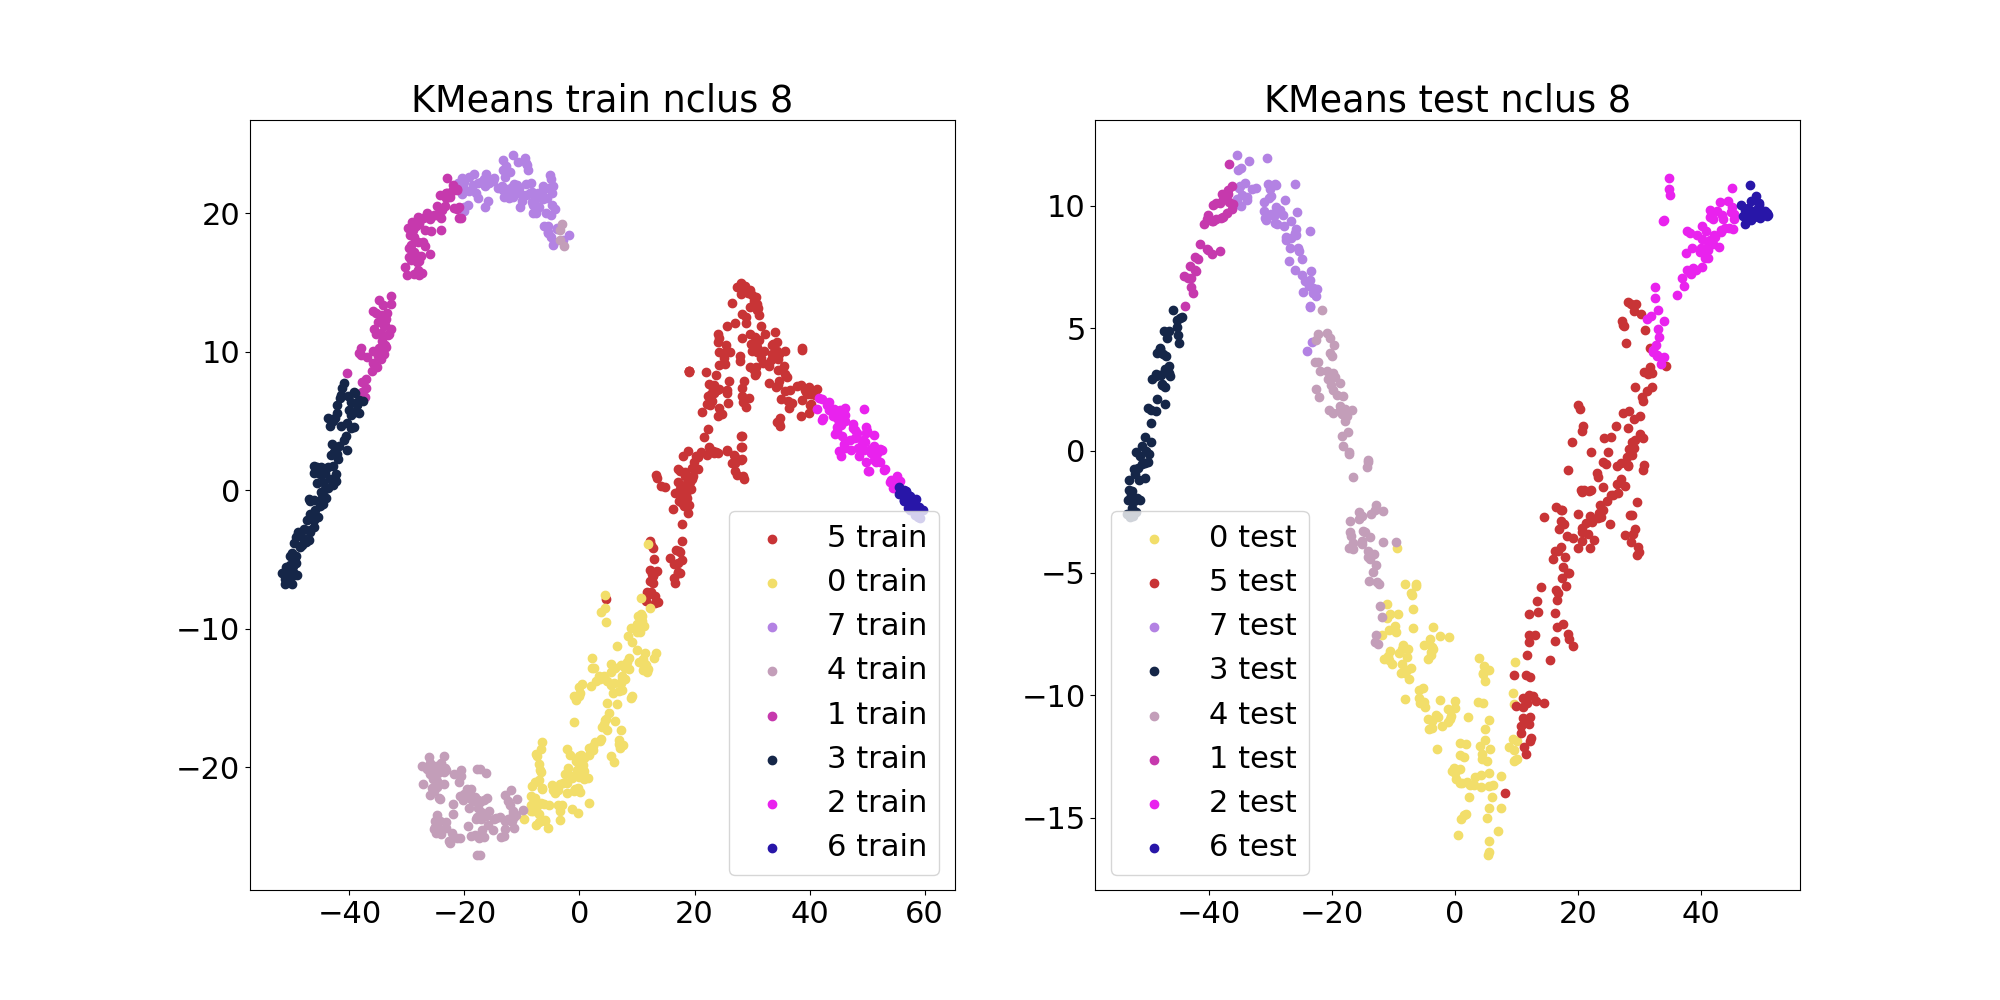 KMeans train nclus 8
20
10
0
−10
−20
−40
−20
0
20
40
60
5 train
0 train
7 train
4 train
1 train
3 train
2 train
6 train
KMeans test nclus 8
10
5
0
−5
−10
−15
−40
−20
0
20
40
0 test
5 test
7 test
3 test
4 test
1 test
2 test
6 test